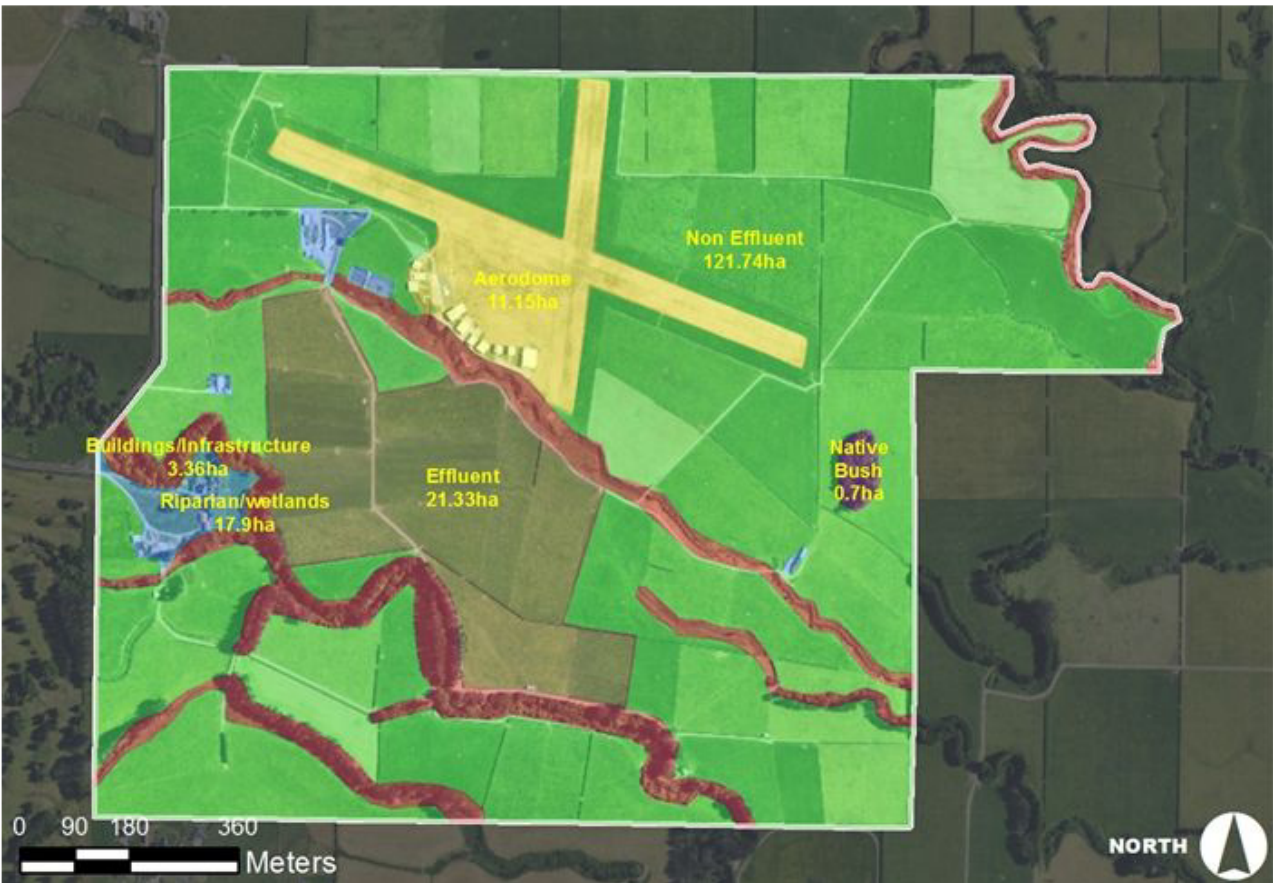 Non Effluent
121.74ha
Aerodome
11.15ha
Buildings/Infrastructure
3.36ha
Riparian/wetlands
17.9ha
Effluent
21.33ha
Native
Bush
0.7ha
0 90 180 360
Meters
NORTH